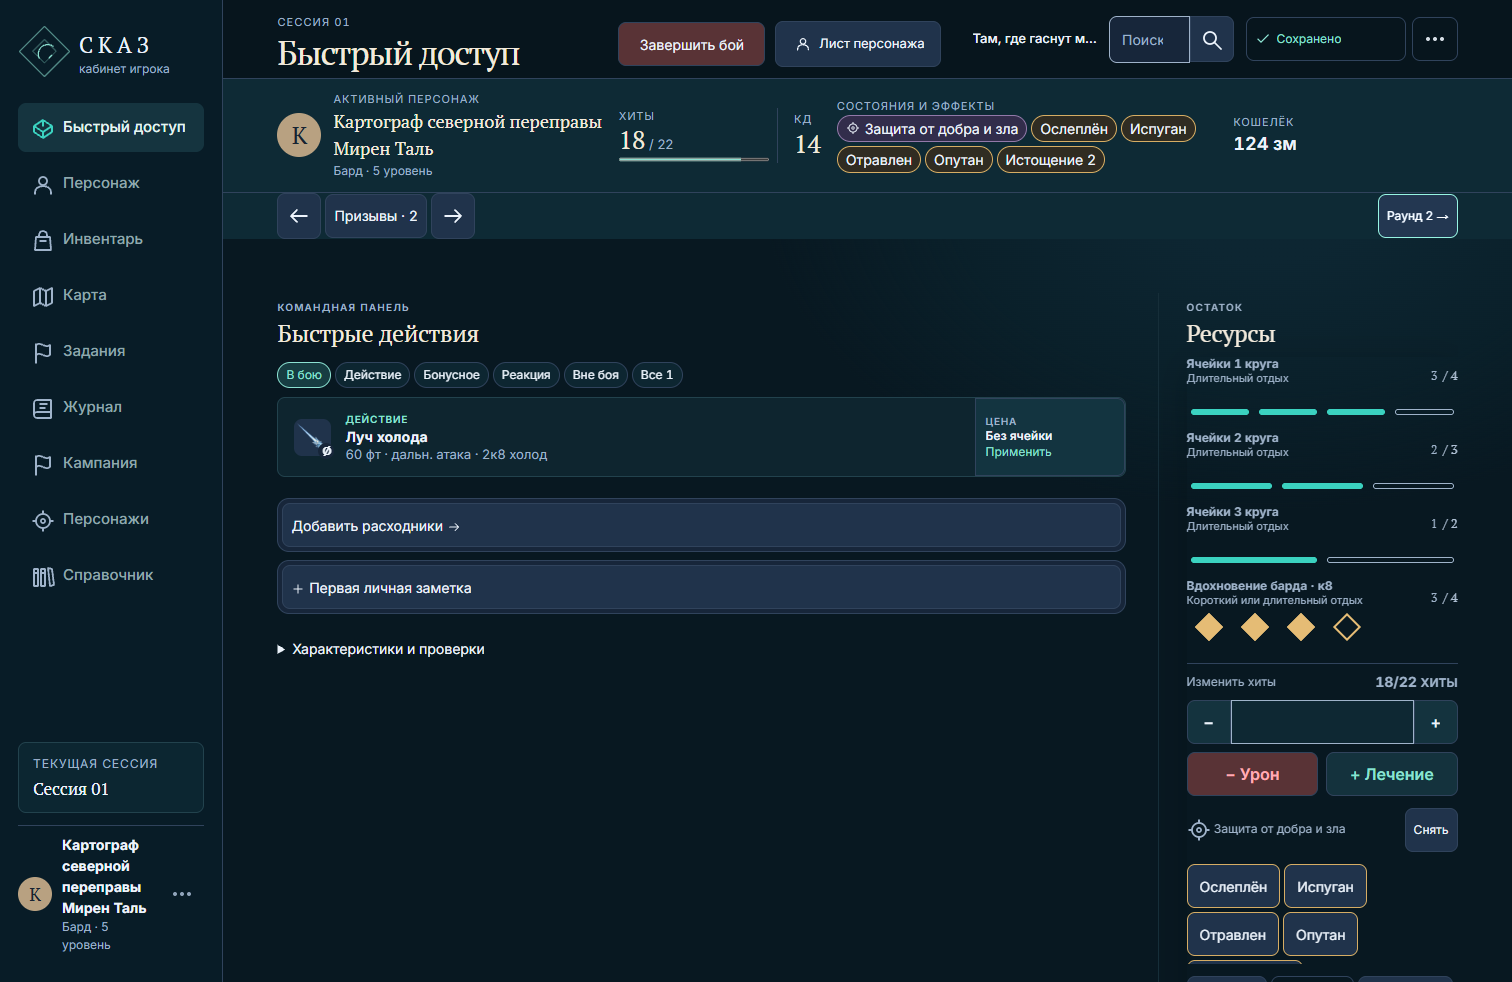 СКАЗ
кабинет игрока
Быстрый доступ
Персонаж
Инвентарь
Карта
Задания
Журнал
Кампания
Персонажи
Справочник
ТЕКУЩАЯ СЕССИЯ
Сессия 01
К
Картограф
северной
переправы
Мирен Таль
Бард · 5
уровень
СЕССИЯ 01
Быстрый доступ
Завершить бой
Лист персонажа
Там, где гаснут м...
Поиск
Сохранено
К
АКТИВНЫЙ ПЕРСОНАЖ
Картограф северной переправы
Мирен Таль
Бард · 5 уровень
ХИТЫ
18 / 22
КД
14
СОСТОЯНИЯ И ЭФФЕКТЫ
Защита от добра и зла Ослеплён Испуган
Отравлен Опутан Истощение 2
КОШЕЛЁК
124 зм
← Призывы · 2 →
Раунд 2 →
КОМАНДНАЯ ПАНЕЛЬ
Быстрые действия
В бою Действие Бонусное Реакция Вне боя Все 1
ДЕЙСТВИЕ
Луч холода
60 фт · дальн. атака · 2к8 холод
ЦЕНА
Без ячейки
Применить
Добавить расходники →
+ Первая личная заметка
▶ Характеристики и проверки
ОСТАТОК
Ресурсы
Ячейки 1 круга
Длительный отдых
3 / 4
Ячейки 2 круга
Длительный отдых
2 / 3
Ячейки 3 круга
Длительный отдых
1 / 2
Вдохновение барда · к8
Короткий или длительный отдых
3 / 4
Изменить хиты 18/22 хиты
− +
− Урон + Лечение
Защита от добра и зла Снять
Ослеплён Испуган
Отравлен Опутан